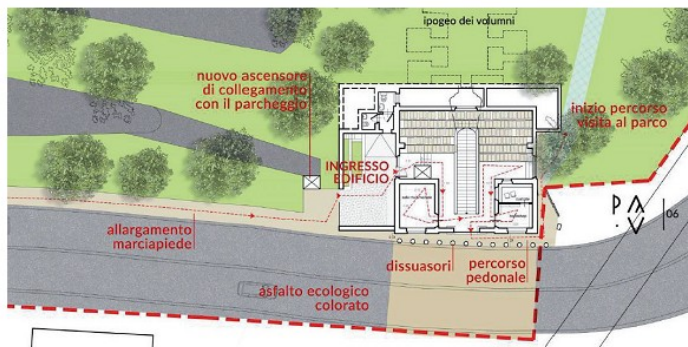 ipogeo dei volumni
nuovo ascensore
di collegamento
con il parcheggio
inizio percorso
visita al parco
INGRESSO
EDIFICIO
allargamento
marciapiede
dissuasori
percorso
pedonale
asfalto ecologico
colorato
P A
. V
06